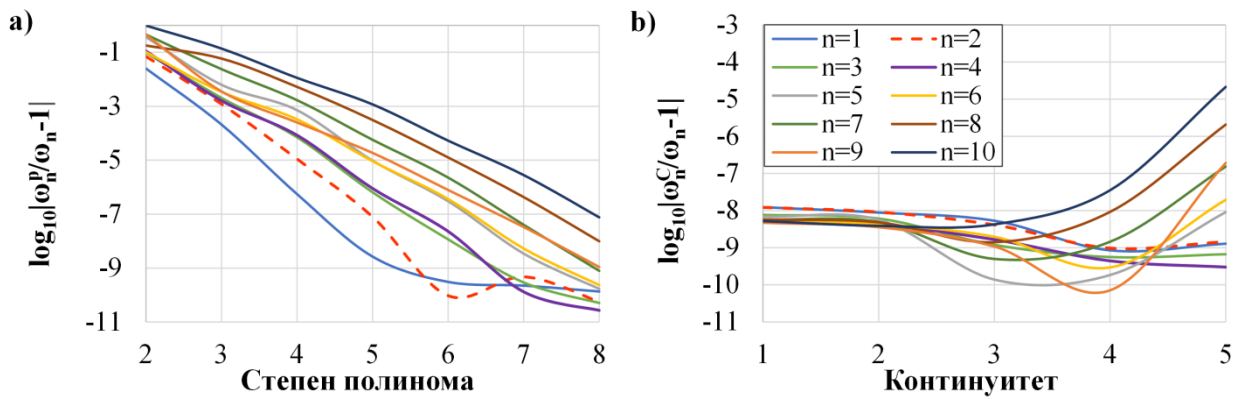 a)
log₁₀|ωₙᵖ/ωₙ-1|
-1
-3
-5
-7
-9
-11
2 3 4 5 6 7 8
Степен полинома
b)
log₁₀|ωₙᶜ/ωₙ-1|
-3
-4
-5
-6
-7
-8
-9
-10
-11
n=1 n=2
n=3 n=4
n=5 n=6
n=7 n=8
n=9 n=10
1 2 3 4 5
Континуитет